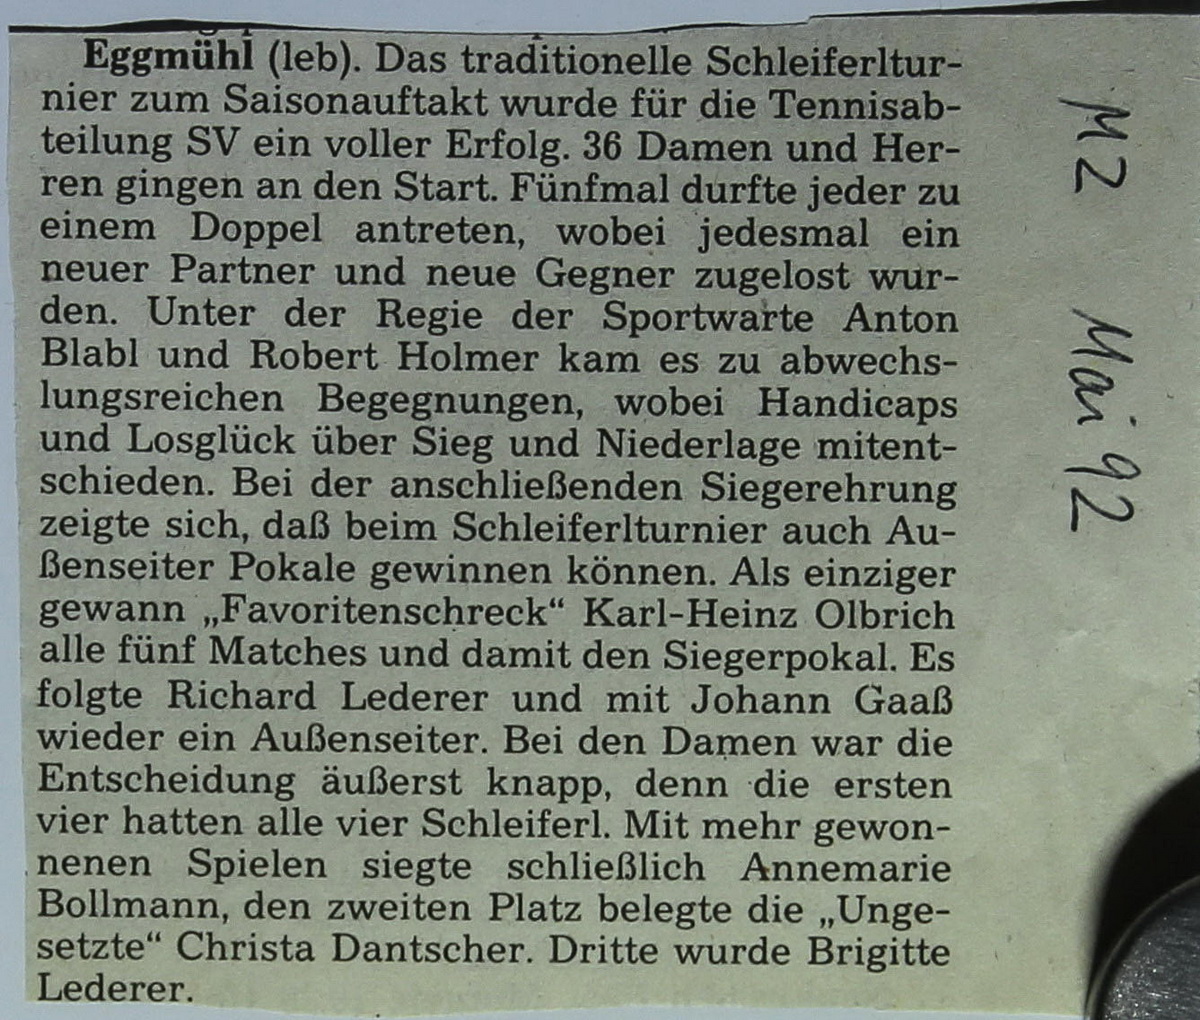 Eggmühl (leb). Das traditionelle Schleiferltur-
nier zum Saisonauftakt wurde für die Tennisab-
teilung SV ein voller Erfolg. 36 Damen und Her-
ren gingen an den Start. Fünfmal durfte jeder zu
einem Doppel antreten, wobei jedesmal ein
neuer Partner und neue Gegner zugelost wur-
den. Unter der Regie der Sportwarte Anton
Blabl und Robert Holmer kam es zu abwechs-
lungsreichen Begegnungen, wobei Handicaps
und Losglück über Sieg und Niederlage mitent-
schieden. Bei der anschließenden Siegerehrung
zeigte sich, daß beim Schleiferlturnier auch Au-
ßenseiter Pokale gewinnen können. Als einziger
gewann „Favoritenschreck“ Karl-Heinz Olbrich
alle fünf Matches und damit den Siegerpokal. Es
folgte Richard Lederer und mit Johann Gaaß
wieder ein Außenseiter. Bei den Damen war die
Entscheidung äußerst knapp, denn die ersten
vier hatten alle vier Schleiferl. Mit mehr gewon-
nenen Spielen siegte schließlich Annemarie
Bollmann, den zweiten Platz belegte die „Unge-
setzte“ Christa Dantscher. Dritte wurde Brigitte
Lederer.
MZ Mai 92